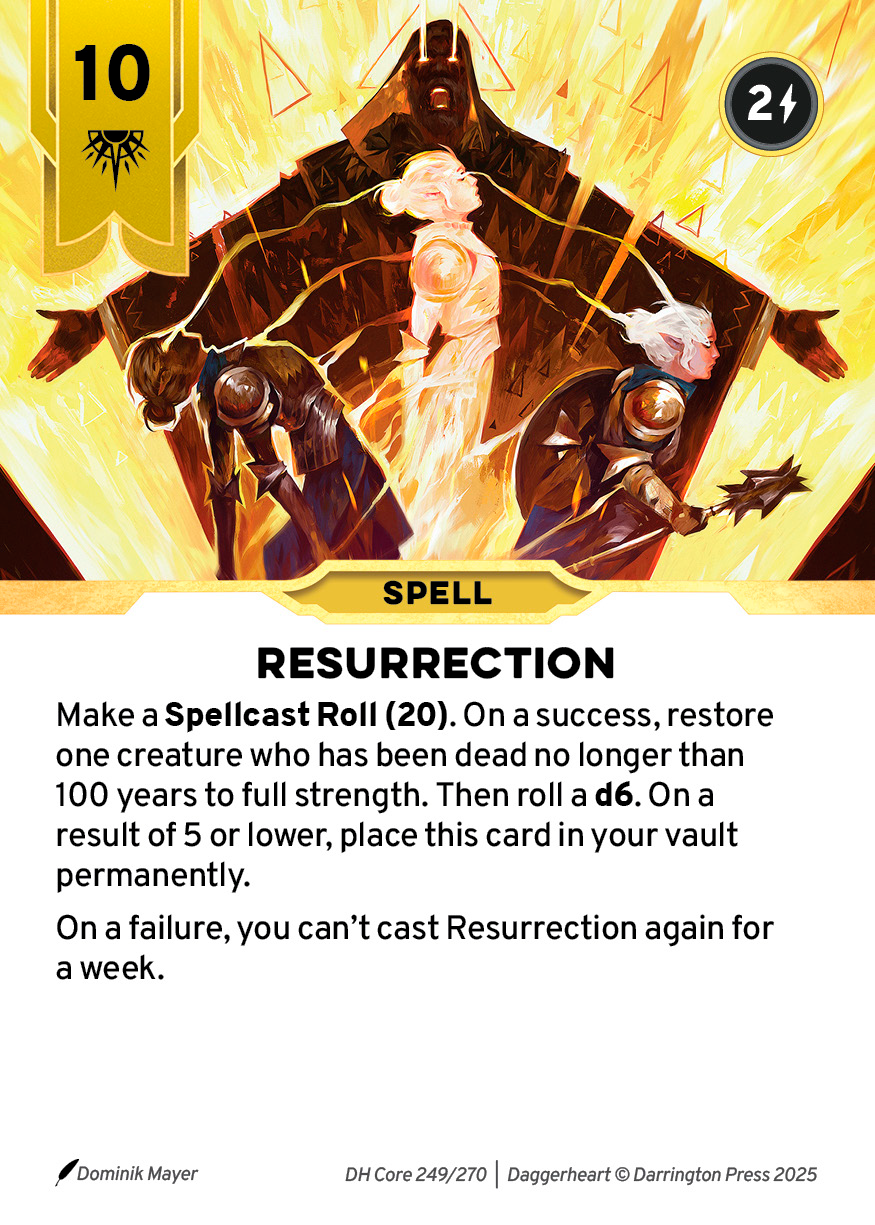 10
2
SPELL
RESURRECTION
Make a Spellcast Roll (20). On a success, restore
one creature who has been dead no longer than
100 years to full strength. Then roll a d6. On a
result of 5 or lower, place this card in your vault
permanently.
On a failure, you can’t cast Resurrection again for
a week.
Dominik Mayer
DH Core 249/270 | Daggerheart © Darrington Press 2025